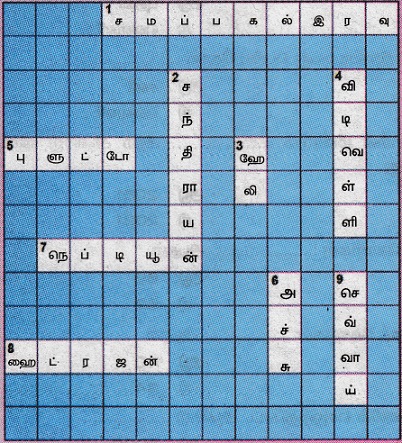 1 ச ம ப் ப க ல் இ ர வு
2 ச 4 வி
ந் டி
5 பு ளூ ட் டோ தி 3 ஹே வெ
ரா லி ள்
ய ளி
7 நெ ப் டி யூ ன்
6 அ 9 செ
ச் வ்
8 ஹை ட் ர ஜ ன் சு வா
ய்